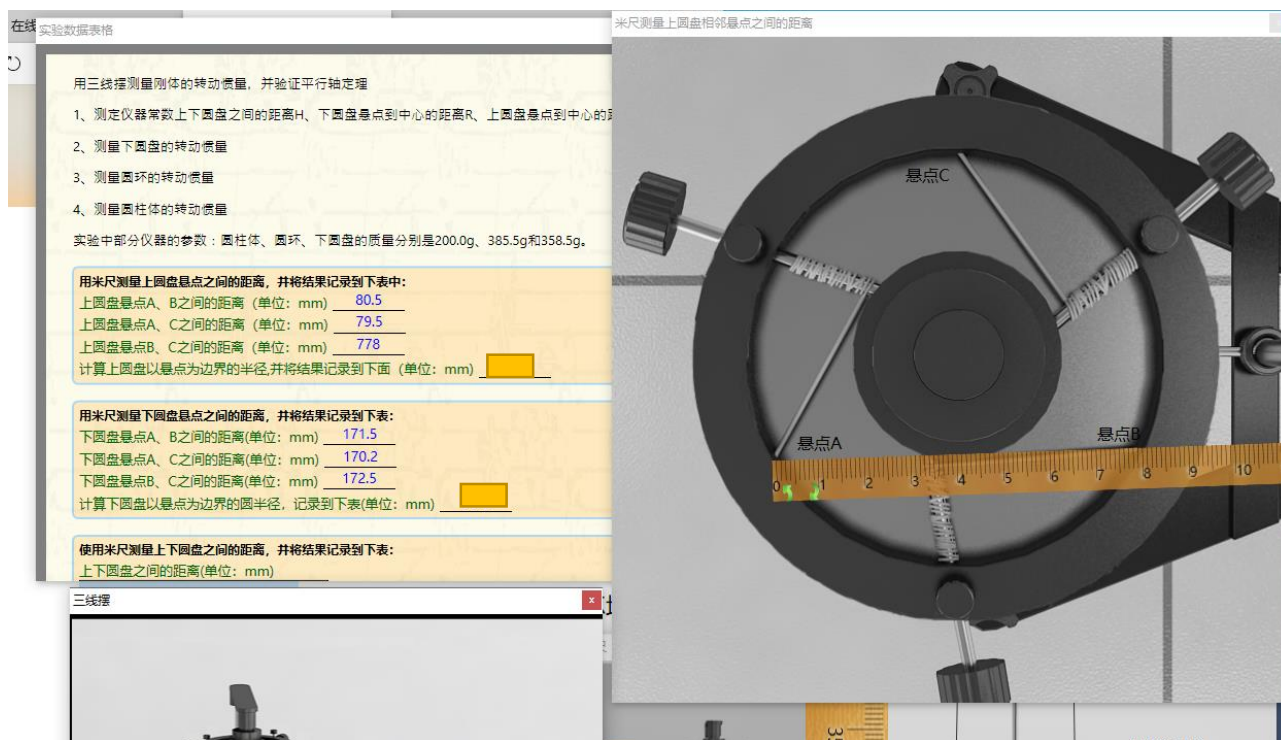 在线
实验数据表格
用三线摆测量刚体的转动惯量，并验证平行轴定理
1、测定仪器常数上下圆盘之间的距离H、下圆盘悬点到中心的距离R、上圆盘悬点到中心的
2、测量下圆盘的转动惯量
3、测量圆环的转动惯量
4、测量圆柱体的转动惯量
实验中部分仪器的参数：圆柱体、圆环、下圆盘的质量分别是200.0g、385.5g和358.5g。
用米尺测量上圆盘悬点之间的距离，并将结果记录到下表中：
上圆盘悬点A、B之间的距离（单位：mm） 80.5
上圆盘悬点A、C之间的距离（单位：mm） 79.5
上圆盘悬点B、C之间的距离（单位：mm） 778
计算上圆盘以悬点为边界的半径,并将结果记录到下面（单位：mm）
用米尺测量下圆盘悬点之间的距离，并将结果记录到下表：
下圆盘悬点A、B之间的距离(单位：mm) 171.5
下圆盘悬点A、C之间的距离(单位：mm) 170.2
下圆盘悬点B、C之间的距离(单位：mm) 172.5
计算下圆盘以悬点为边界的圆半径，记录到下表(单位：mm)
使用米尺测量上下圆盘之间的距离，并将结果记录到下表：
上下圆盘之间的距离(单位：mm)
三线摆
x
米尺测量上圆盘相邻悬点之间的距离
悬点C
悬点A
悬点B
0 1 2 3 4 5 6 7 8 9 10
35